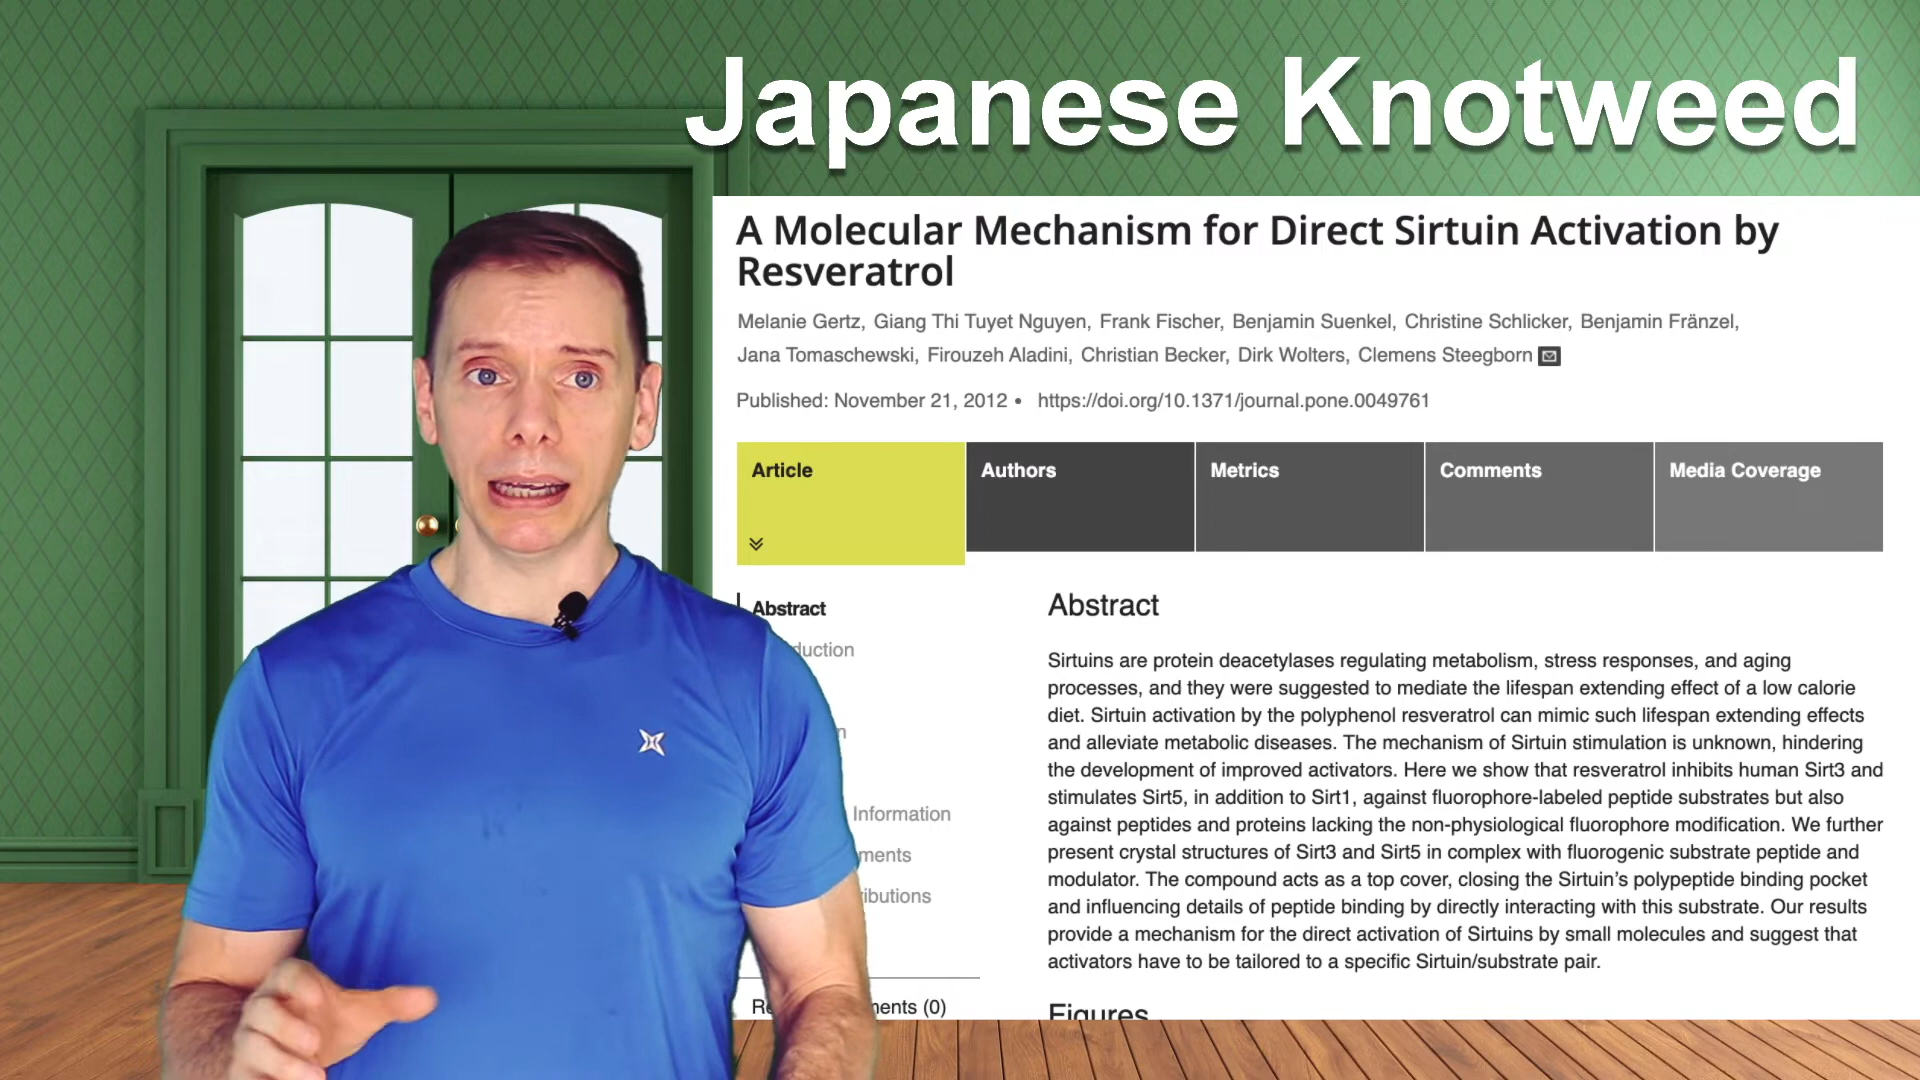 Japanese Knotweed
A Molecular Mechanism for Direct Sirtuin Activation by
Resveratrol
Melanie Gertz, Giang Thi Tuyet Nguyen, Frank Fischer, Benjamin Suenkel, Christine Schlicker, Benjamin Fränzel,
Jana Tomaschewski, Firouzeh Aladini, Christian Becker, Dirk Wolters, Clemens Steegborn
Published: November 21, 2012 • https://doi.org/10.1371/journal.pone.0049761
Article
Authors
Metrics
Comments
Media Coverage
Abstract
Information
Abstract
Sirtuins are protein deacetylases regulating metabolism, stress responses, and aging
processes, and they were suggested to mediate the lifespan extending effect of a low calorie
diet. Sirtuin activation by the polyphenol resveratrol can mimic such lifespan extending effects
and alleviate metabolic diseases. The mechanism of Sirtuin stimulation is unknown, hindering
the development of improved activators. Here we show that resveratrol inhibits human Sirt3 and
stimulates Sirt5, in addition to Sirt1, against fluorophore-labeled peptide substrates but also
against peptides and proteins lacking the non-physiological fluorophore modification. We further
present crystal structures of Sirt3 and Sirt5 in complex with fluorogenic substrate peptide and
modulator. The compound acts as a top cover, closing the Sirtuin's polypeptide binding pocket
and influencing details of peptide binding by directly interacting with this substrate. Our results
provide a mechanism for the direct activation of Sirtuins by small molecules and suggest that
activators have to be tailored to a specific Sirtuin/substrate pair.
(0)
Figures